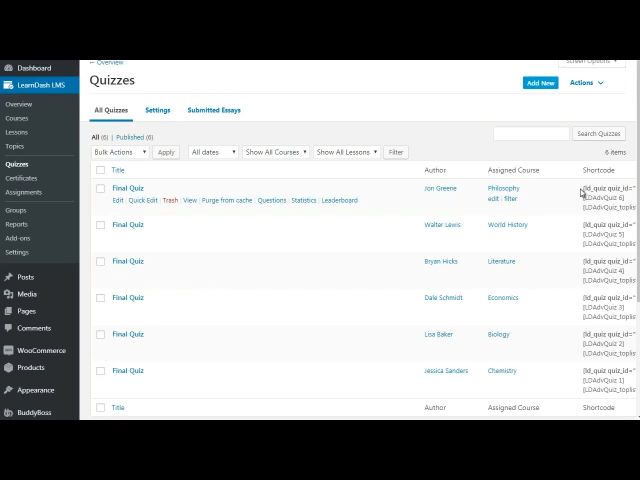 Dashboard
LearnDash LMS
Overview
Courses
Lessons
Topics
Quizzes
Certificates
Assignments
Groups
Reports
Add-ons
Settings
Posts
Media
Pages
Comments
WooCommerce
Products
Appearance
BuddyBoss
← Overview
Screen Options
Quizzes
Add New
Actions
All Quizzes Settings Submitted Essays
All (6) | Published (6)
Search Quizzes
Bulk Actions Apply All dates Show All Courses Show All Lessons Filter
6 items
Title Author Assigned Course Shortcode
Final Quiz Jon Greene Philosophy [ld_quiz quiz_id="
Edit Quick Edit Trash View Purge from cache Questions Statistics Leaderboard edit | filter [LDAdvQuiz 6]
[LDAdvQuiz_toplist
Final Quiz Walter Lewis World History [ld_quiz quiz_id="
[LDAdvQuiz 5]
[LDAdvQuiz_toplist
Final Quiz Bryan Hicks Literature [ld_quiz quiz_id="
[LDAdvQuiz 4]
[LDAdvQuiz_toplist
Final Quiz Dale Schmidt Economics [ld_quiz quiz_id="
[LDAdvQuiz 3]
[LDAdvQuiz_toplist
Final Quiz Lisa Baker Biology [ld_quiz quiz_id="
[LDAdvQuiz 2]
[LDAdvQuiz_toplist
Final Quiz Jessica Sanders Chemistry [ld_quiz quiz_id="
[LDAdvQuiz 1]
[LDAdvQuiz_toplist
Title Author Assigned Course Shortcode